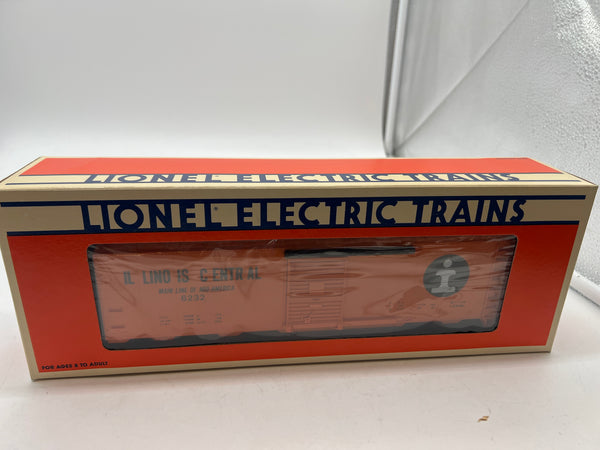 LIONEL ELECTRIC TRAINS
LIONEL ELECTRIC TRAINS
ILLINOIS CENTRAL
MAIN LINE OF MID-AMERICA
6232
i
FOR AGES 8 TO ADULT